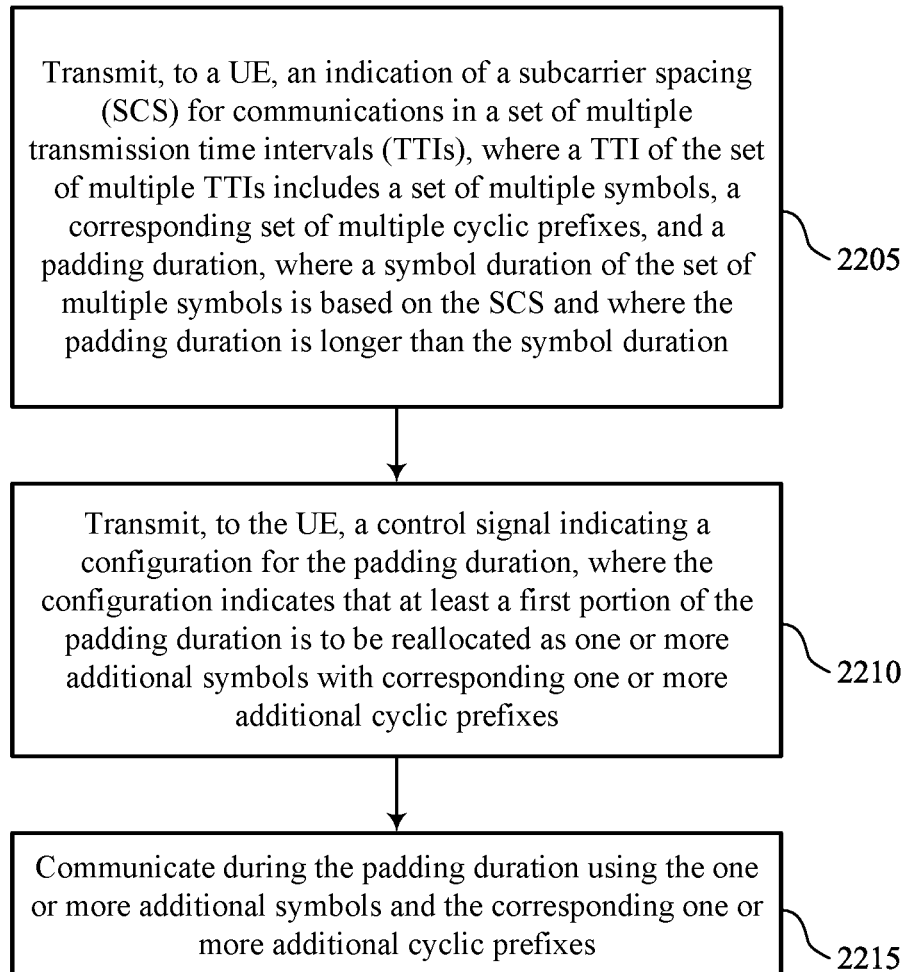 Transmit, to a UE, an indication of a subcarrier spacing
(SCS) for communications in a set of multiple
transmission time intervals (TTIs), where a TTI of the set
of multiple TTIs includes a set of multiple symbols, a
corresponding set of multiple cyclic prefixes, and a
padding duration, where a symbol duration of the set of
multiple symbols is based on the SCS and where the
padding duration is longer than the symbol duration
2205
Transmit, to the UE, a control signal indicating a
configuration for the padding duration, where the
configuration indicates that at least a first portion of the
padding duration is to be reallocated as one or more
additional symbols with corresponding one or more
additional cyclic prefixes
2210
Communicate during the padding duration using the one
or more additional symbols and the corresponding one or
more additional cyclic prefixes
2215